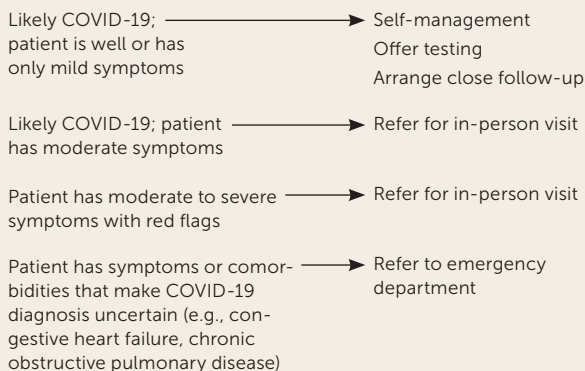 Likely COVID-19;
patient is well or has
only mild symptoms
Self-management
Offer testing
Arrange close follow-up
Likely COVID-19; patient
has moderate symptoms
Refer for in-person visit
Patient has moderate to severe
symptoms with red flags
Refer for in-person visit
Patient has symptoms or comor-
bidities that make COVID-19
diagnosis uncertain (e.g., con-
gestive heart failure, chronic
obstructive pulmonary disease)
Refer to emergency
department